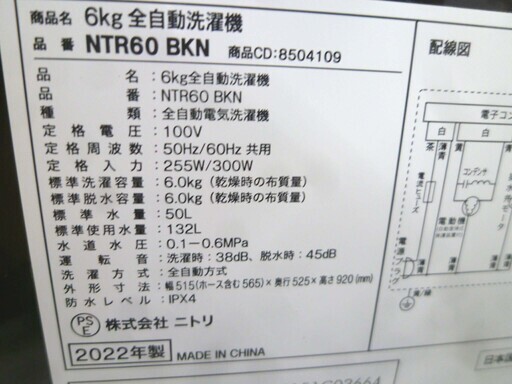 商品名 6kg 全自動洗濯機
品番 NTR60 BKN 商品CD:8504109
品名:6kg全自動洗濯機
品番:NTR60 BKN
種類:全自動電気洗濯機
定格電圧:100V
定格周波数:50Hz/60Hz 共用
定格入力:255W/300W
標準洗濯容量:6.0kg（乾燥時の布質量）
標準脱水容量:6.0kg（乾燥時の布質量）
標準水量:50L
標準使用水量:132L
水道水圧:0.1–0.6MPa
運転音:洗濯時:38dB、脱水時:45dB
洗濯方式:全自動方式
外形寸法:幅515(ホース含む565)×奥行525×高さ920(mm)
防水レベル:IPX4
PSE 株式会社 ニトリ
2022年製 MADE IN CHINA
配線図
電子コン
白 白
茶
青
コンデンサ
電流ヒューズ
電動機
電源プラグ
緑/黄
日本